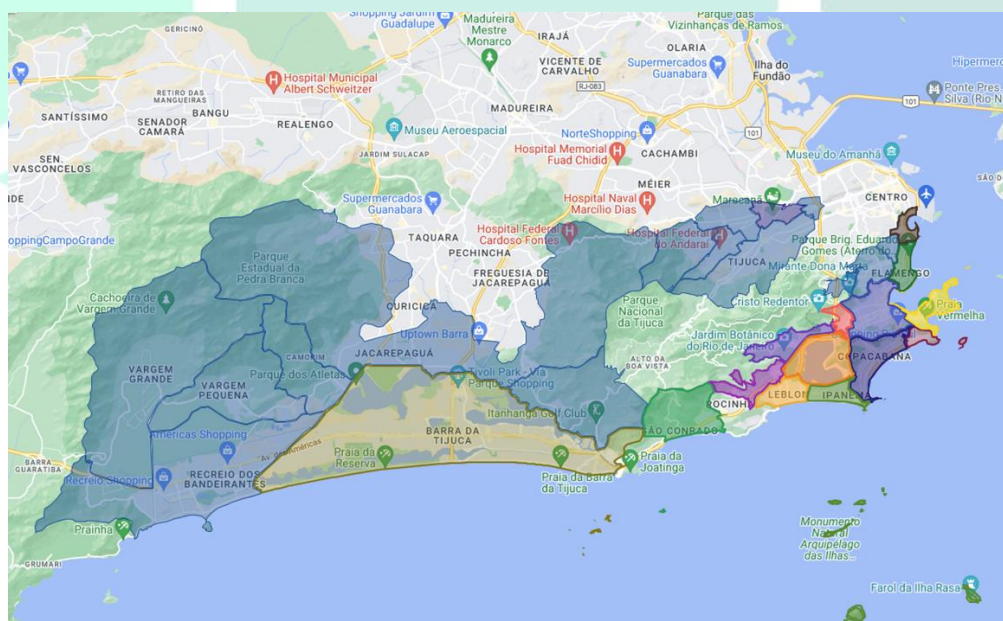 Shopping Jardim
Guadalupe
Madureira
Mestre
Monarco
Parque das
Vizinhanças de Ramos
GERICINÓ
IRAJÁ
VICENTE DE
CARVALHO
OLARIA
Supermercados
Guanabara
Ilha do
Fundão
Hipermer
Ponte Pres.
Silva (Rio N
101
RJ-083
Hospital Municipal
Albert Schweitzer
RETIRO DAS
MANGUEIRAS
BANGU
SANTÍSSIMO
SENADOR
CAMARÁ
REALENGO
MADUREIRA
Museu Aeroespacial
NorteShopping
101
JARDIM SULACAP
Hospital Memorial
Fuad Chidid
CACHAMBI
Museu do Amanhã
SEN.
VASCONCELOS
MÉIER
SÃO D
NDE
Supermercados
Guanabara
Hospital Naval
Marcílio Dias
Maracanã
CENTRO
oppingCampoGrande
TAQUARA
PECHINCHA
Hospital Federal
Cardoso Fontes
Hospital Federal
do Andaraí
Parque Brig. Eduardo
Gomes (Aterro do...
Parque
Estadual da
Pedra Branca
FREGUESIA DE
JACAREPAGUÁ
TIJUCA
Mirante Dona Marta
FLAMENGO
Cachoeira de
Vargem Grande
CURICICA
Parque
Nacional
da Tijuca
Cristo Redentor
Praia
Vermelha
Uptown Barra
Jardim Botânico
do Rio de Janeiro
JACAREPAGUÁ
CAMORIM
ALTO DA
BOA VISTA
COPACABANA
VARGEM
GRANDE
Parque dos Atletas
Tivoli Park - Via
Parque Shopping
VARGEM
PEQUENA
LEBLON
IPANEMA
ROCINHA
Itanhangá Golf Club
Américas Shopping
BARRA DA
TIJUCA
SÃO CONRADO
Av. das Américas
BARRA
GUARATIBA
Praia da
Reserva
Praia da
Joatinga
Recreio Shopping
RECREIO DOS
BANDEIRANTES
Praia da Barra
da Tijuca
Prainha
Monumento
Natural
Arquipélago
das Ilhas...
GRUMARI
Farol da Ilha Rasa